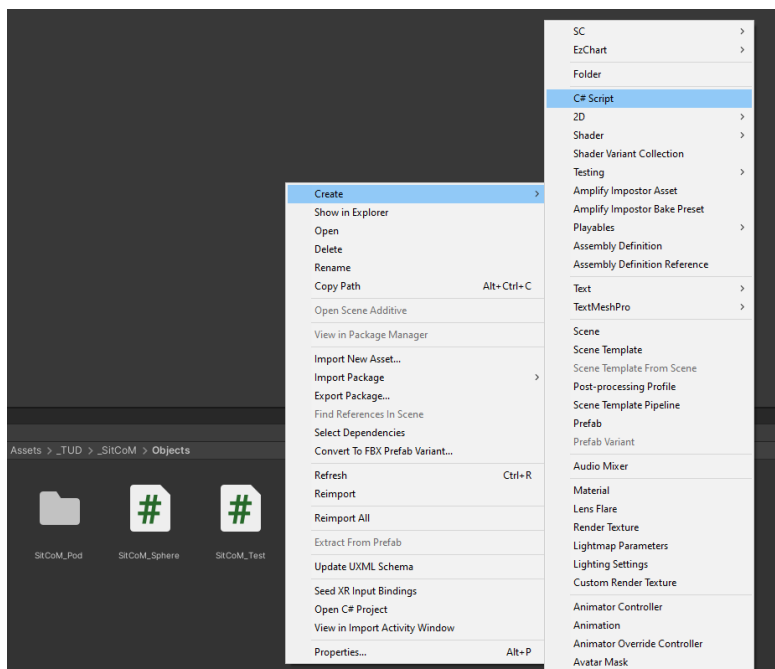 SC
EzChart
Folder
C# Script
2D
Shader
Shader Variant Collection
Testing
Amplify Impostor Asset
Amplify Impostor Bake Preset
Playables
Assembly Definition
Assembly Definition Reference
Text
TextMeshPro
Scene
Scene Template
Scene Template From Scene
Post-processing Profile
Scene Template Pipeline
Prefab
Prefab Variant
Audio Mixer
Material
Lens Flare
Render Texture
Lightmap Parameters
Lighting Settings
Custom Render Texture
Animator Controller
Animation
Animator Override Controller
Avatar Mask
Create
Show in Explorer
Open
Delete
Rename
Copy Path Alt+Ctrl+C
Open Scene Additive
View in Package Manager
Import New Asset...
Import Package
Export Package...
Find References In Scene
Select Dependencies
Convert To FBX Prefab Variant...
Refresh Ctrl+R
Reimport
Reimport All
Extract From Prefab
Update UXML Schema
Seed XR Input Bindings
Open C# Project
View in Import Activity Window
Properties... Alt+P
Assets > _TUD > _SitCoM > Objects
# #
SitCoM_Pod SitCoM_Sphere SitCoM_Test